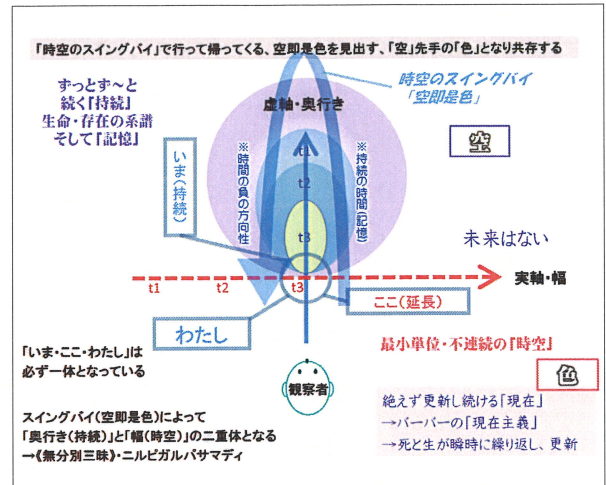 「時空のスイングバイ」で行って帰ってくる、空即是色を見出す、「空」先手の「色」となり共存する
ずっとず~と
続く『持続』
生命・存在の系譜
そして『記憶』
時空のスイングバイ
「空即是色」
虚軸・奥行き
空
いま(持続)
※時間の負の方向性
※持続の時間(記憶)
t1
t2
t3
未来はない
実軸・幅
t1
t2
t3
ここ(延長)
わたし
「いま・ここ・わたし」は
必ず一体となっている
観察者
最小単位・不連続の『時空』
色
スイングバイ(空即是色)によって
「奥行き(持続)」と「幅(時空)」の二重体となる
→《無分別三昧》・ニルビガルパサマディ
絶えず更新し続ける「現在」
→バーバーの「現在主義」
→死と生が瞬時に繰り返し、更新